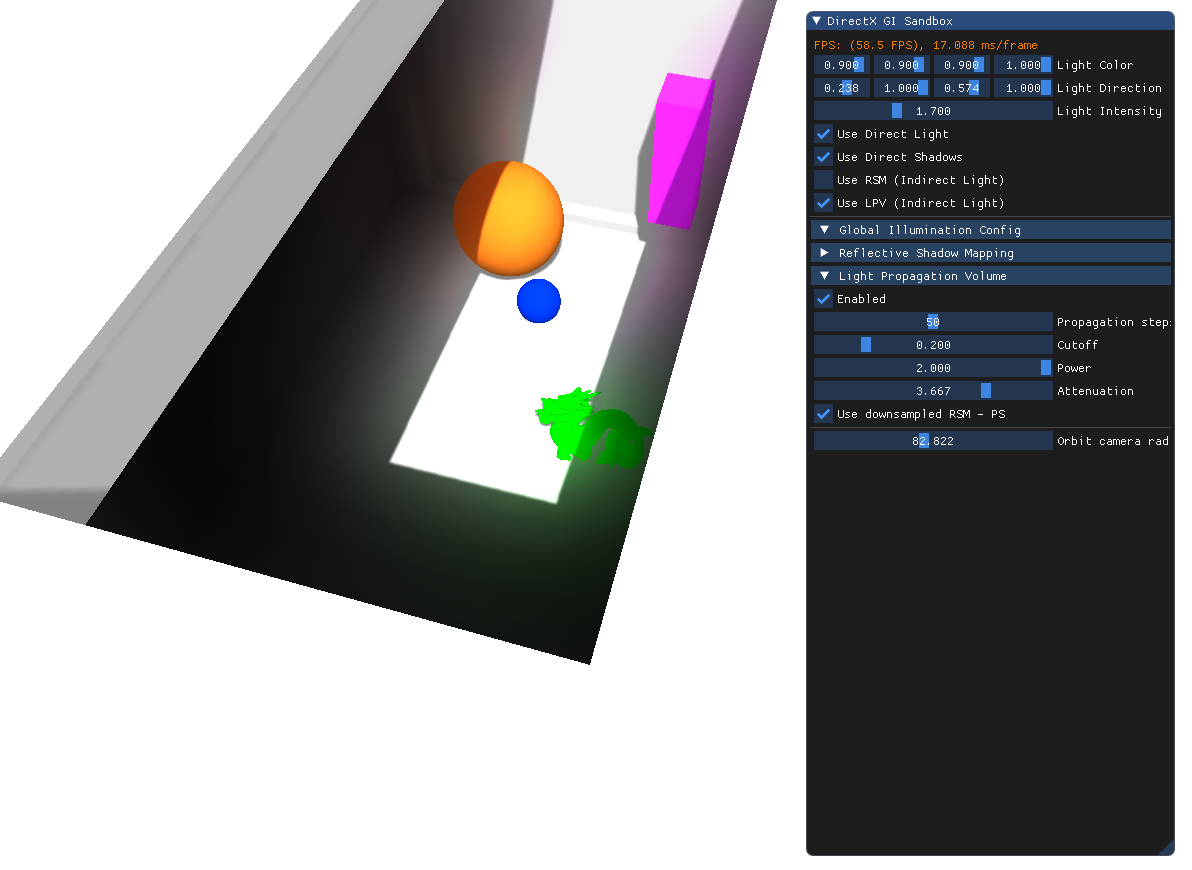 DirectX GI Sandbox
FPS: (58.5 FPS), 17.088 ms/frame
0.900 0.900 0.900 1.000 Light Color
0.238 1.000 0.574 1.000 Light Direction
1.700 Light Intensity
Use Direct Light
Use Direct Shadows
Use RSM (Indirect Light)
Use LPV (Indirect Light)
Global Illumination Config
Reflective Shadow Mapping
Light Propagation Volume
Enabled
50 Propagation step:
0.200 Cutoff
2.000 Power
3.667 Attenuation
Use downsampled RSM - PS
82.822 Orbit camera rad